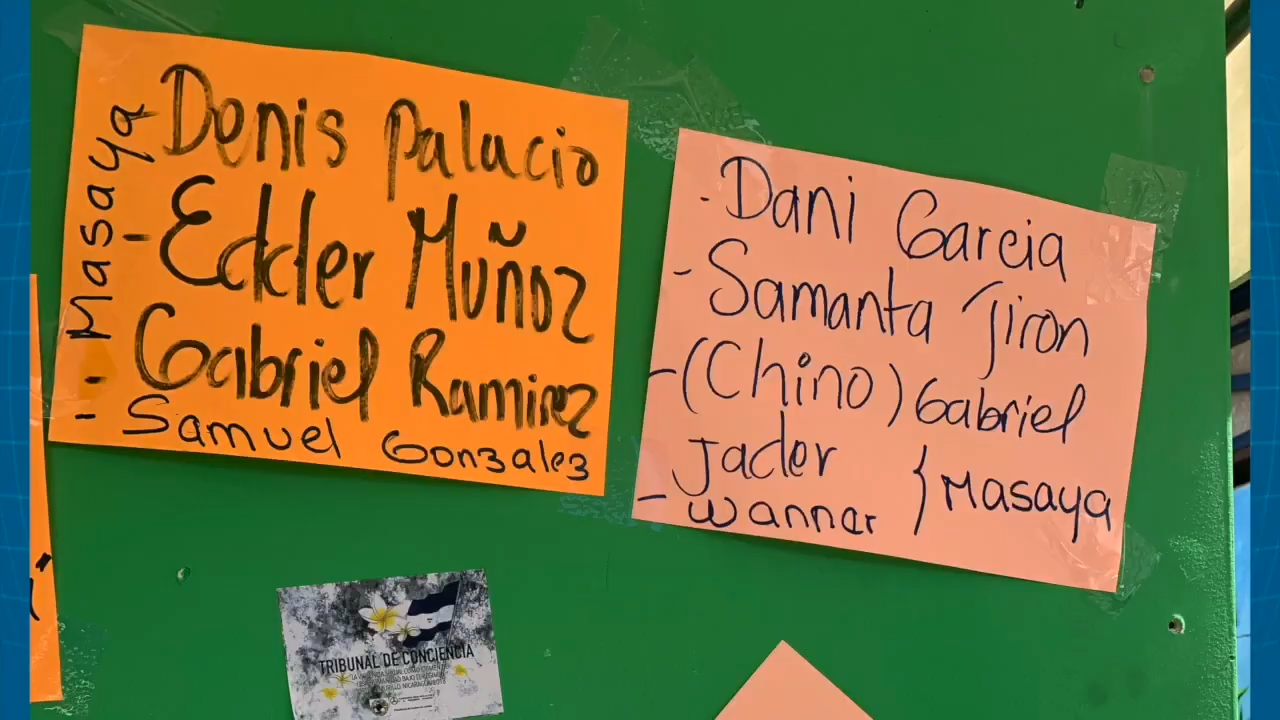 Masaya
- Denis Palacio
- Edder Muñoz
Gabriel Ramirez
- Samuel Gonzalez
- Dani Garcia
- Samanta Jiron
- (Chino) Gabriel
Jader
- Wanner } Masaya
TRIBUNAL DE CONCIENCIA